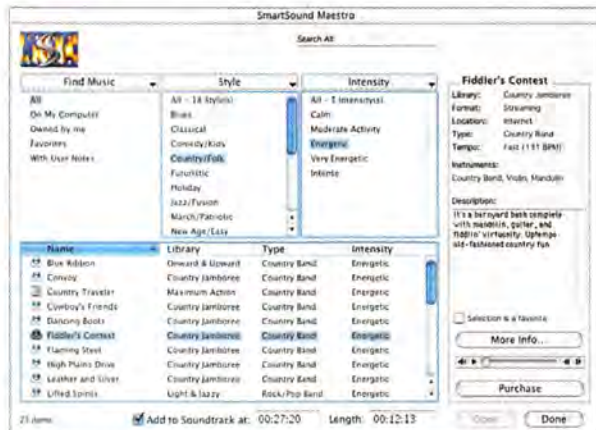 SmartSound Maestro
Search All:
Find Music
Style
Intensity
All
On My Computer
Owned by me
Favorites
With User Notes
All - 18 Style(s)
Blues
Classical
Comedy/Kids
Country/Folk
Futuristic
Holiday
Jazz/Fusion
March/Patriotic
New Age/Easy
All - 5 Intensity(s)
Calm
Moderate Activity
Energetic
Very Energetic
Intense
Name Library Type Intensity
Blue Ribbon Onward & Upward Country Band Energetic
Convoy Country Jamboree Country Band Energetic
Country Traveler Maximum Action Country Band Energetic
Cowboy's Friends Country Jamboree Country Band Energetic
Dancing Boots Country Jamboree Country Band Energetic
Fiddler's Contest Country Jamboree Country Band Energetic
Flaming Steel Country Jamboree Country Band Energetic
High Plains Drive Country Jamboree Country Band Energetic
Leather and Silver Country Jamboree Country Band Energetic
Lifted Spirits Light & Jazzy Rock/Pop Band Energetic
items
Add to Soundtrack at: 00:27:20 Length: 00:12:13
Fiddler's Contest
Library: Country Jamboree
Format: Streaming
Location: Internet
Type: Country Band
Tempo: Fast (131 BPM)
Instruments:
Country Band, Violin, Mandolin
Description:
It's a barnyard bash complete
with mandolin, guitar, and
fiddlin' virtuosity. Uptempo
old-fashioned country fun
Selection is a favorite
More Info...
Purchase
Open
Done